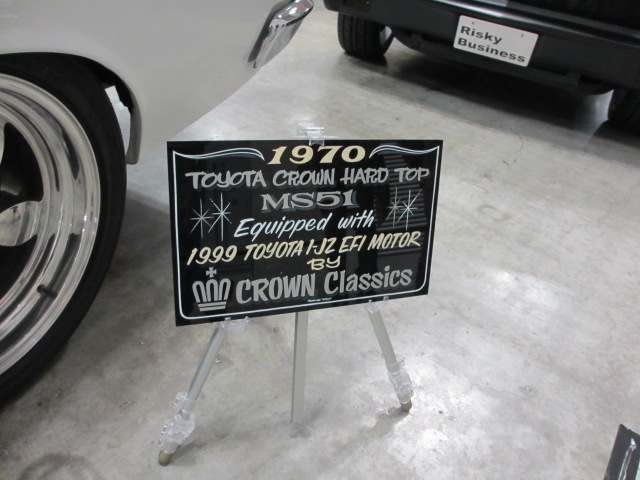 Risky
Business
1970
TOYOTA CROWN HARD TOP
MS51
Equipped with
1999 TOYOTA 1-JZ EFI MOTOR
BY
CROWN Classics